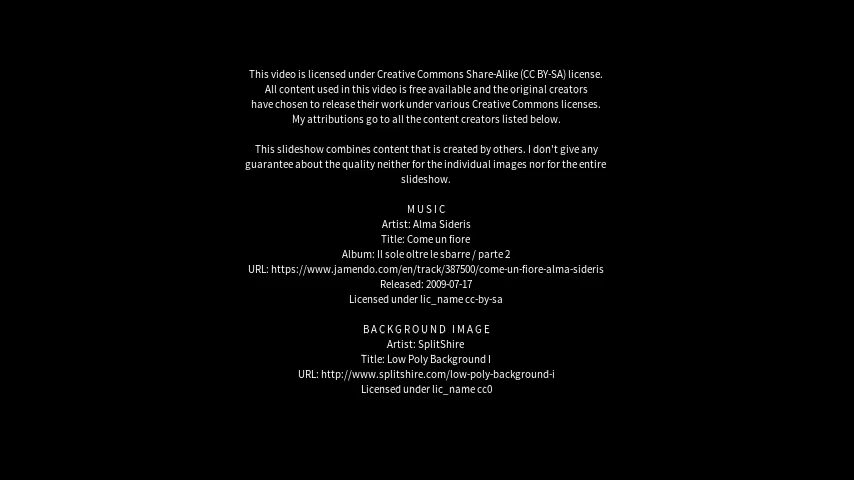 This video is licensed under Creative Commons Share-Alike (CC BY-SA) license.
All content used in this video is free available and the original creators
have chosen to release their work under various Creative Commons licenses.
My attributions go to all the content creators listed below.
This slideshow combines content that is created by others. I don't give any
guarantee about the quality neither for the individual images nor for the entire
slideshow.
MUSIC
Artist: Alma Sideris
Title: Come un fiore
Album: Il sole oltre le sbarre / parte 2
URL: https://www.jamendo.com/en/track/387500/come-un-fiore-alma-sideris
Released: 2009-07-17
Licensed under lic_name cc-by-sa
BACKGROUND IMAGE
Artist: SplitShire
Title: Low Poly Background I
URL: http://www.splitshire.com/low-poly-background-i
Licensed under lic_name cc0